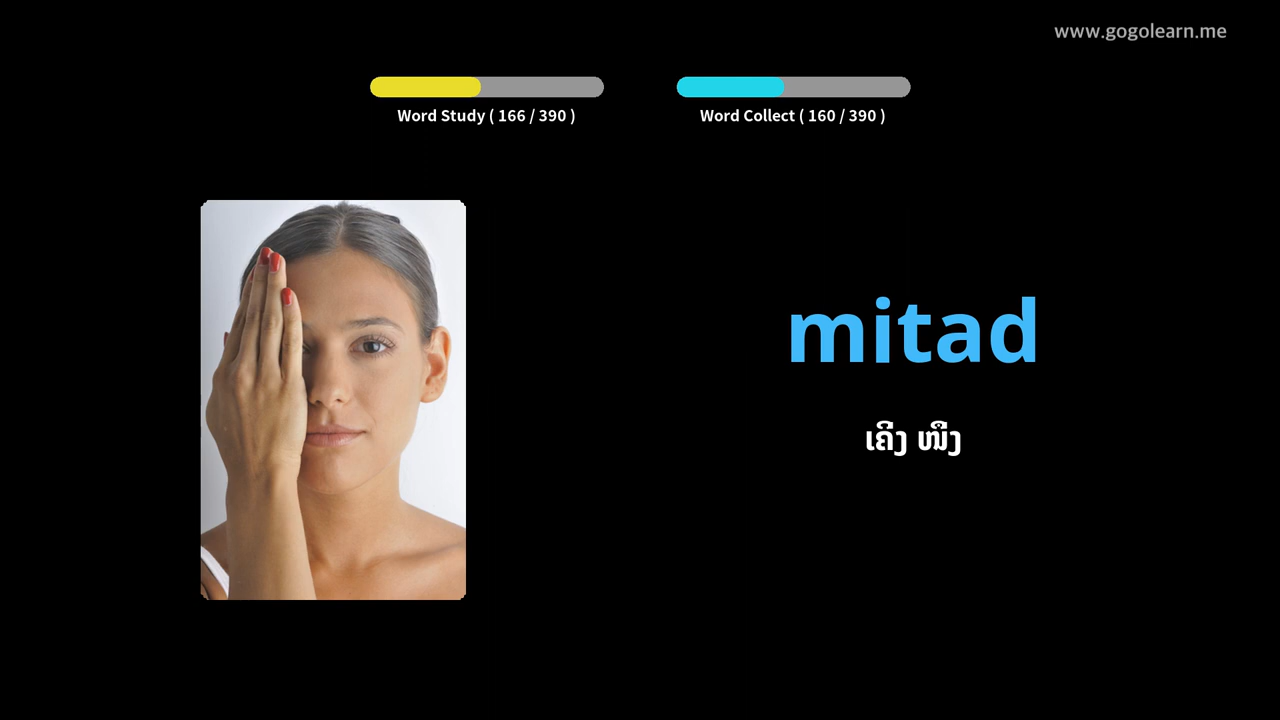 www.gogolearn.me
Word Study ( 166 / 390 )
Word Collect ( 160 / 390 )
mitad
ເຄີ່ງ ໜຶ່ງ